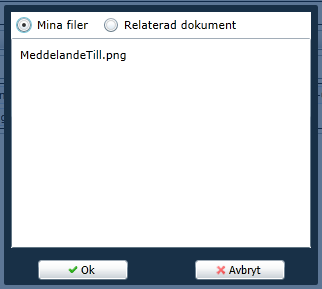 Mina filer Relaterad dokument
MeddelandeTill.png
Ok Avbryt